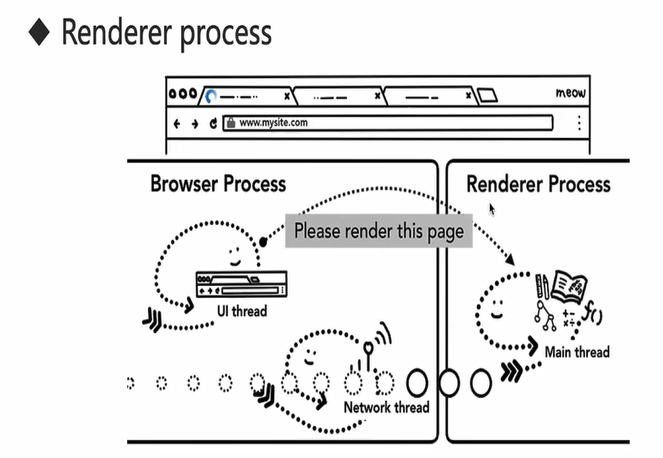 Renderer process
meow
www.mysite.com
Browser Process
Renderer Process
Please render this page
UI thread
+-
×÷
f()
Main thread
Network thread